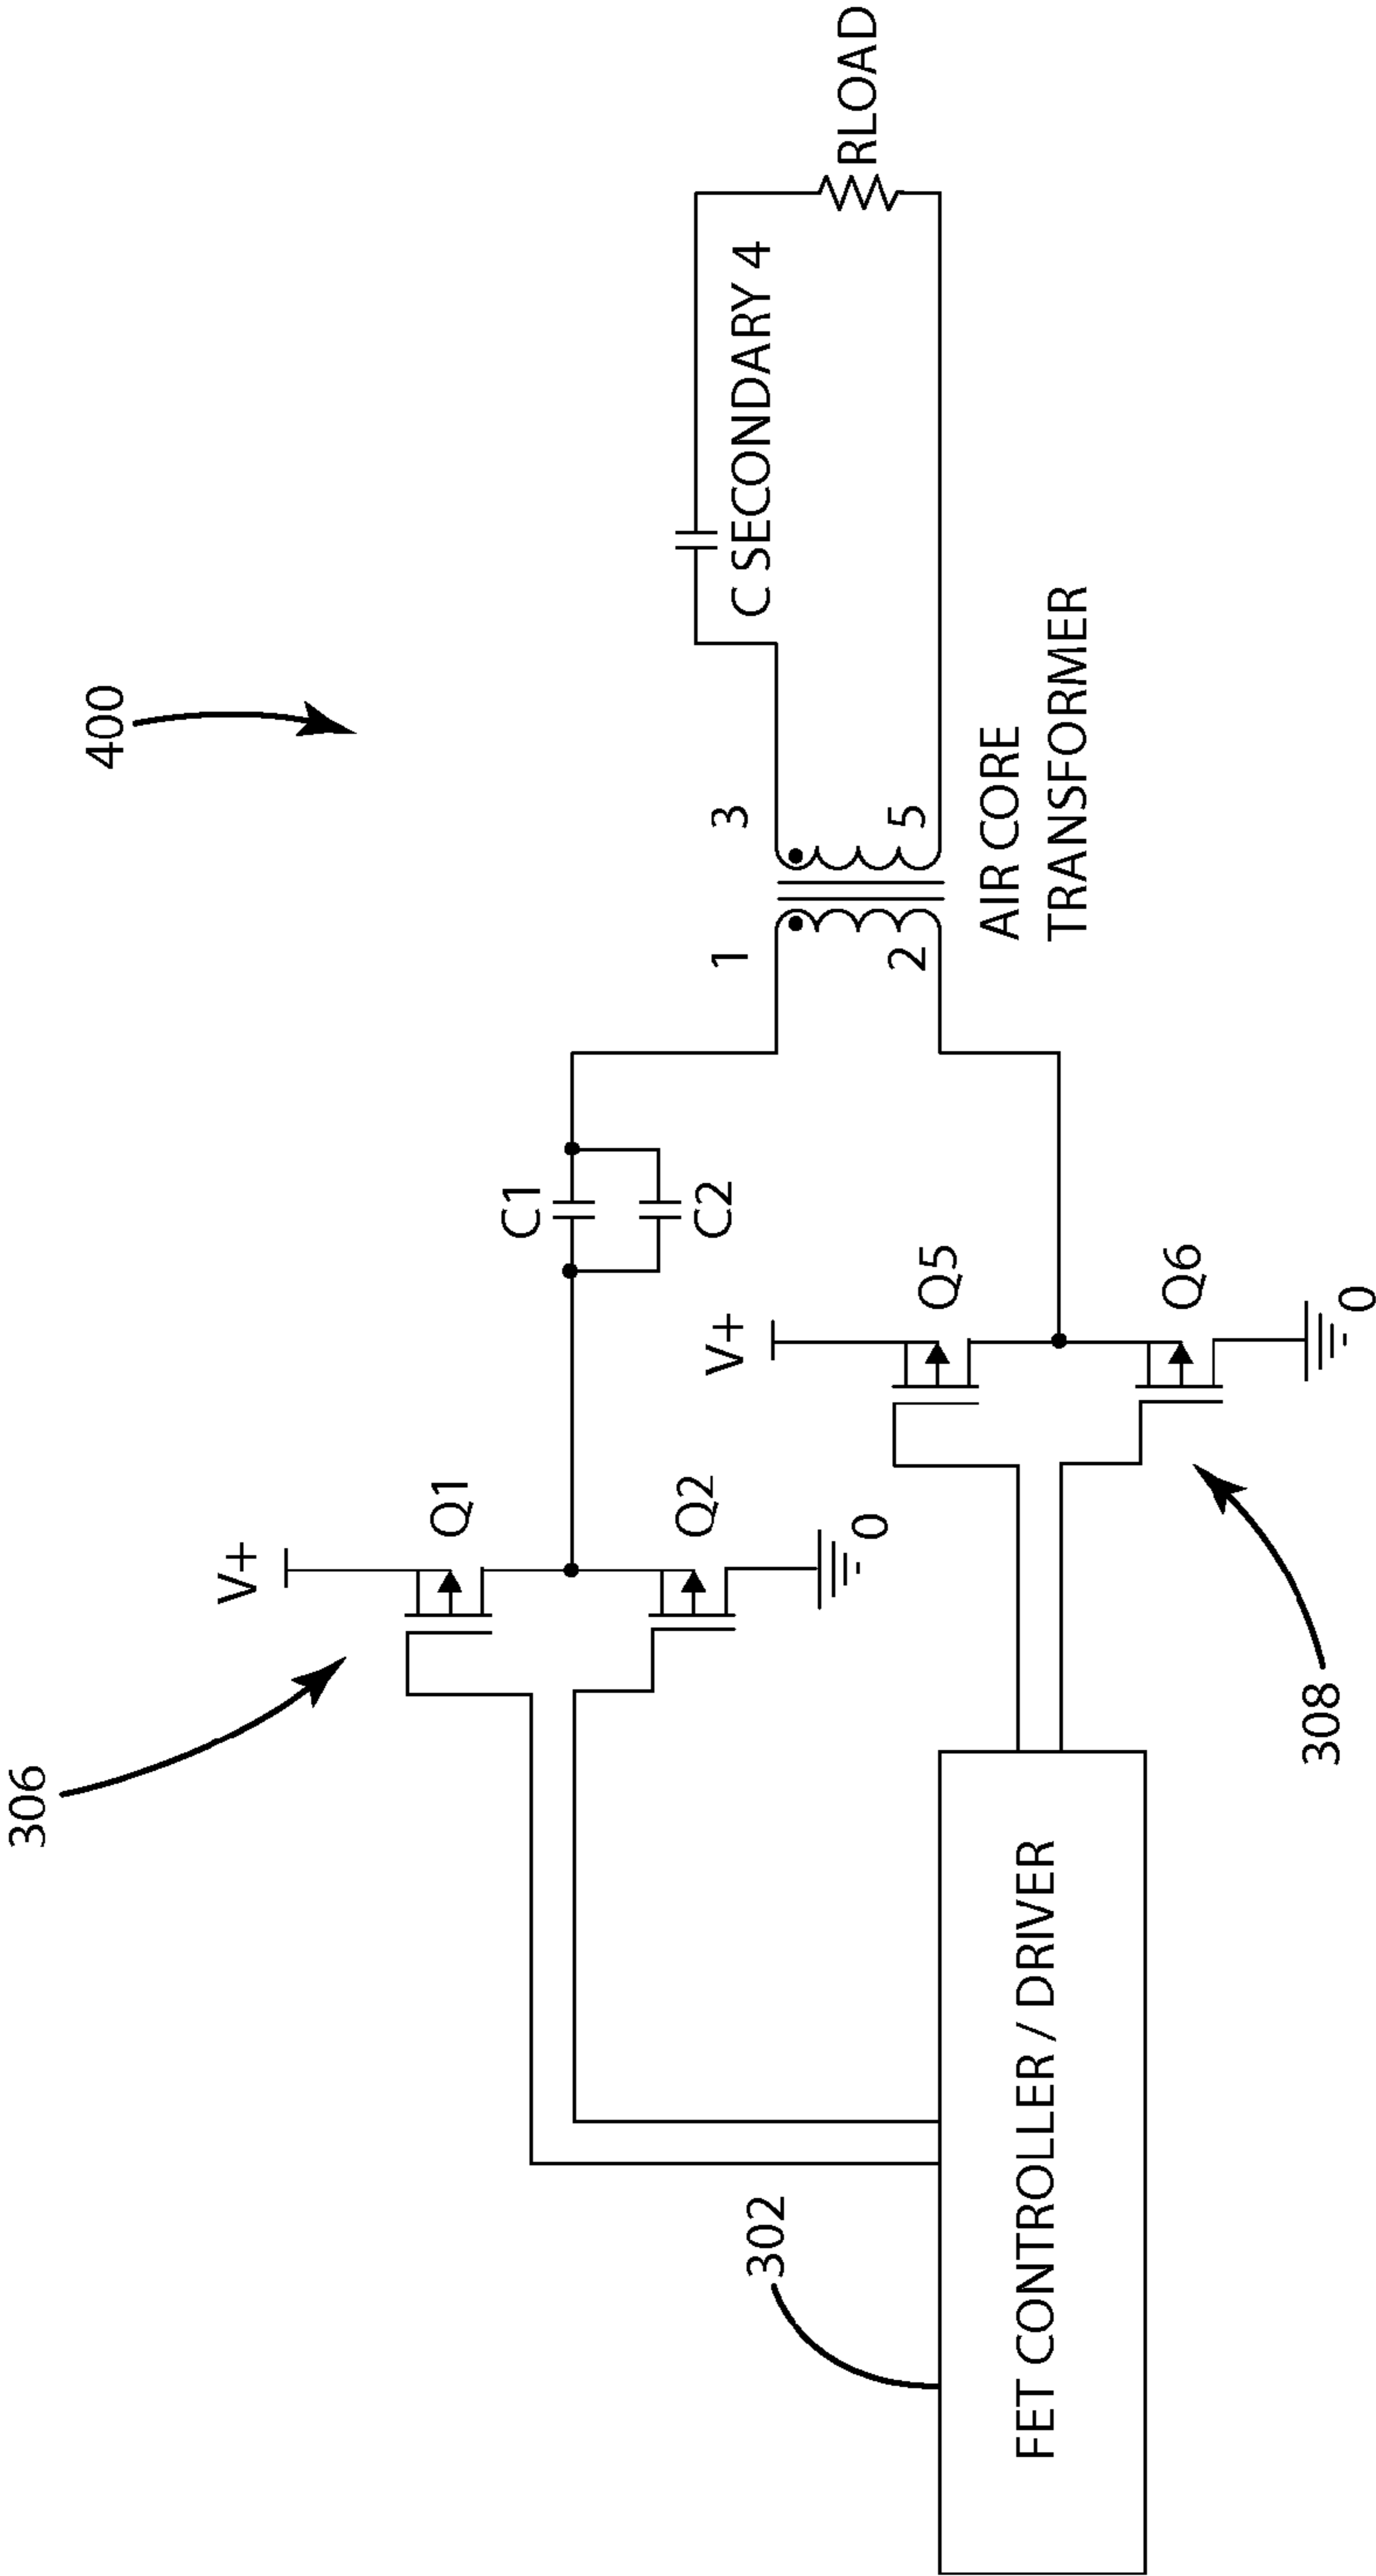 400
306
V+
Q1
Q2
0
C1
C2
1
2
3
5
C SECONDARY 4
RLOAD
AIR CORE
TRANSFORMER
V+
Q5
Q6
0
302
FET CONTROLLER / DRIVER
308